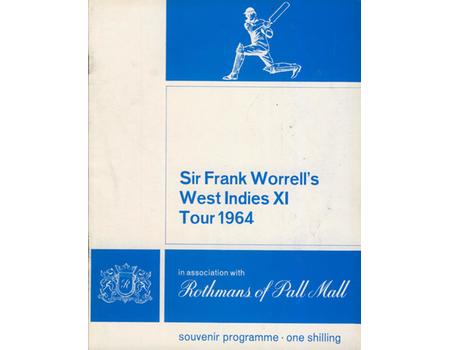 Sir Frank Worrell's
West Indies XI
Tour 1964
in association with
Rothmans of Pall Mall
souvenir programme · one shilling